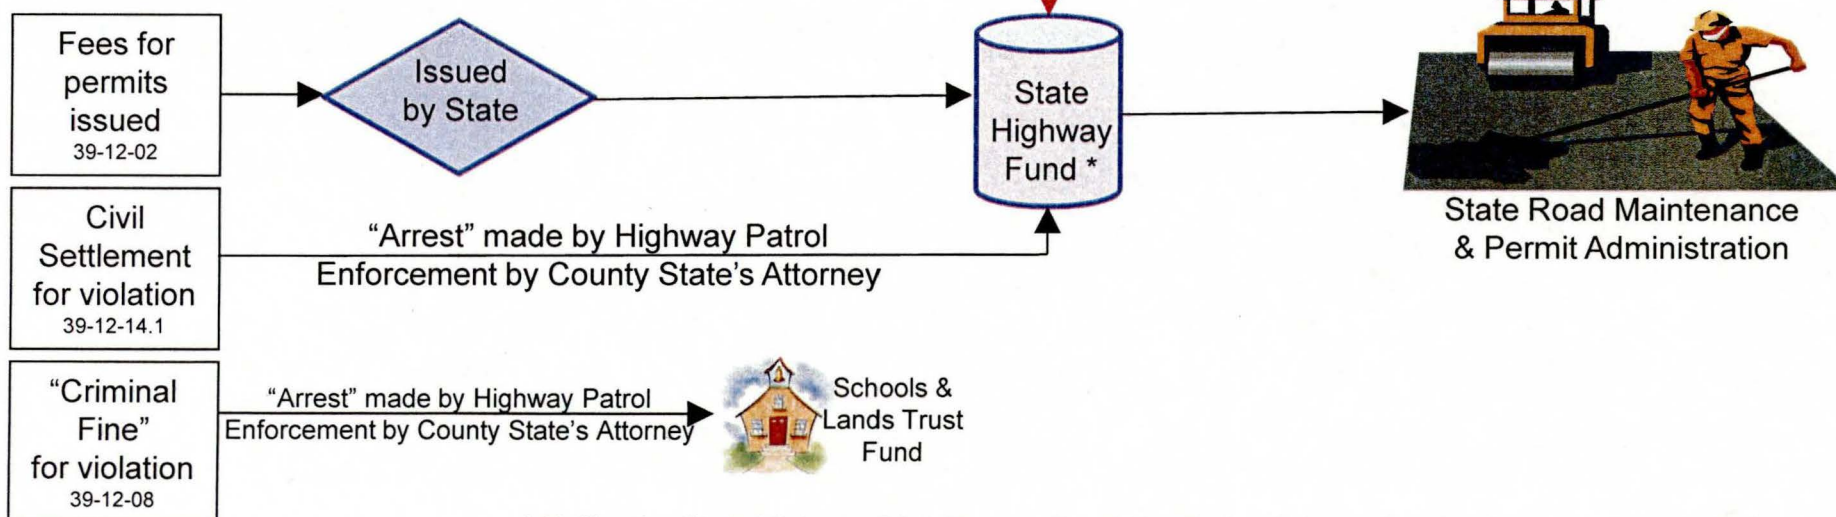 Fees for
permits
issued
39-12-02
Issued
by State
State
Highway
Fund *
State Road Maintenance
& Permit Administration
Civil
Settlement
for violation
39-12-14.1
“Arrest” made by Highway Patrol
Enforcement by County State’s Attorney
“Criminal
Fine”
for violation
39-12-08
“Arrest” made by Highway Patrol
Enforcement by County State’s Attorney
Schools &
Lands Trust
Fund